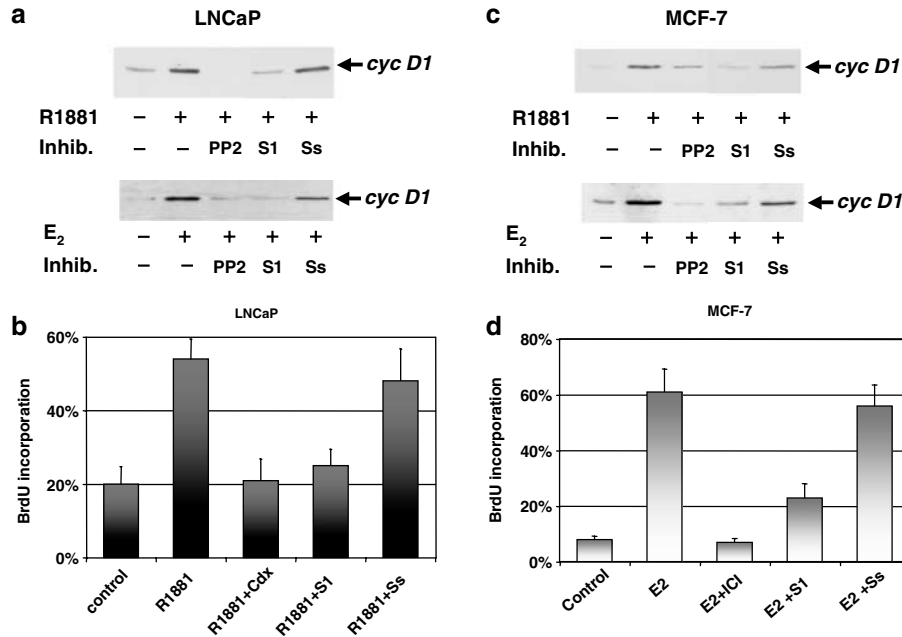 a
LNCaP
cyc D1
R1881 – + + + +
Inhib. – – PP2 S1 Ss
cyc D1
E2 – + + + +
Inhib. – – PP2 S1 Ss
c
MCF-7
cyc D1
R1881 – + + + +
Inhib. – – PP2 S1 Ss
cyc D1
E2 – + + + +
Inhib. – – PP2 S1 Ss
b
LNCaP
BrdU incorporation
60%
40%
20%
0%
control
R1881
R1881+Cdx
R1881+S1
R1881+Ss
d
MCF-7
BrdU incorporation
80%
60%
40%
20%
0%
Control
E2
E2+ICI
E2 +S1
E2 +Ss